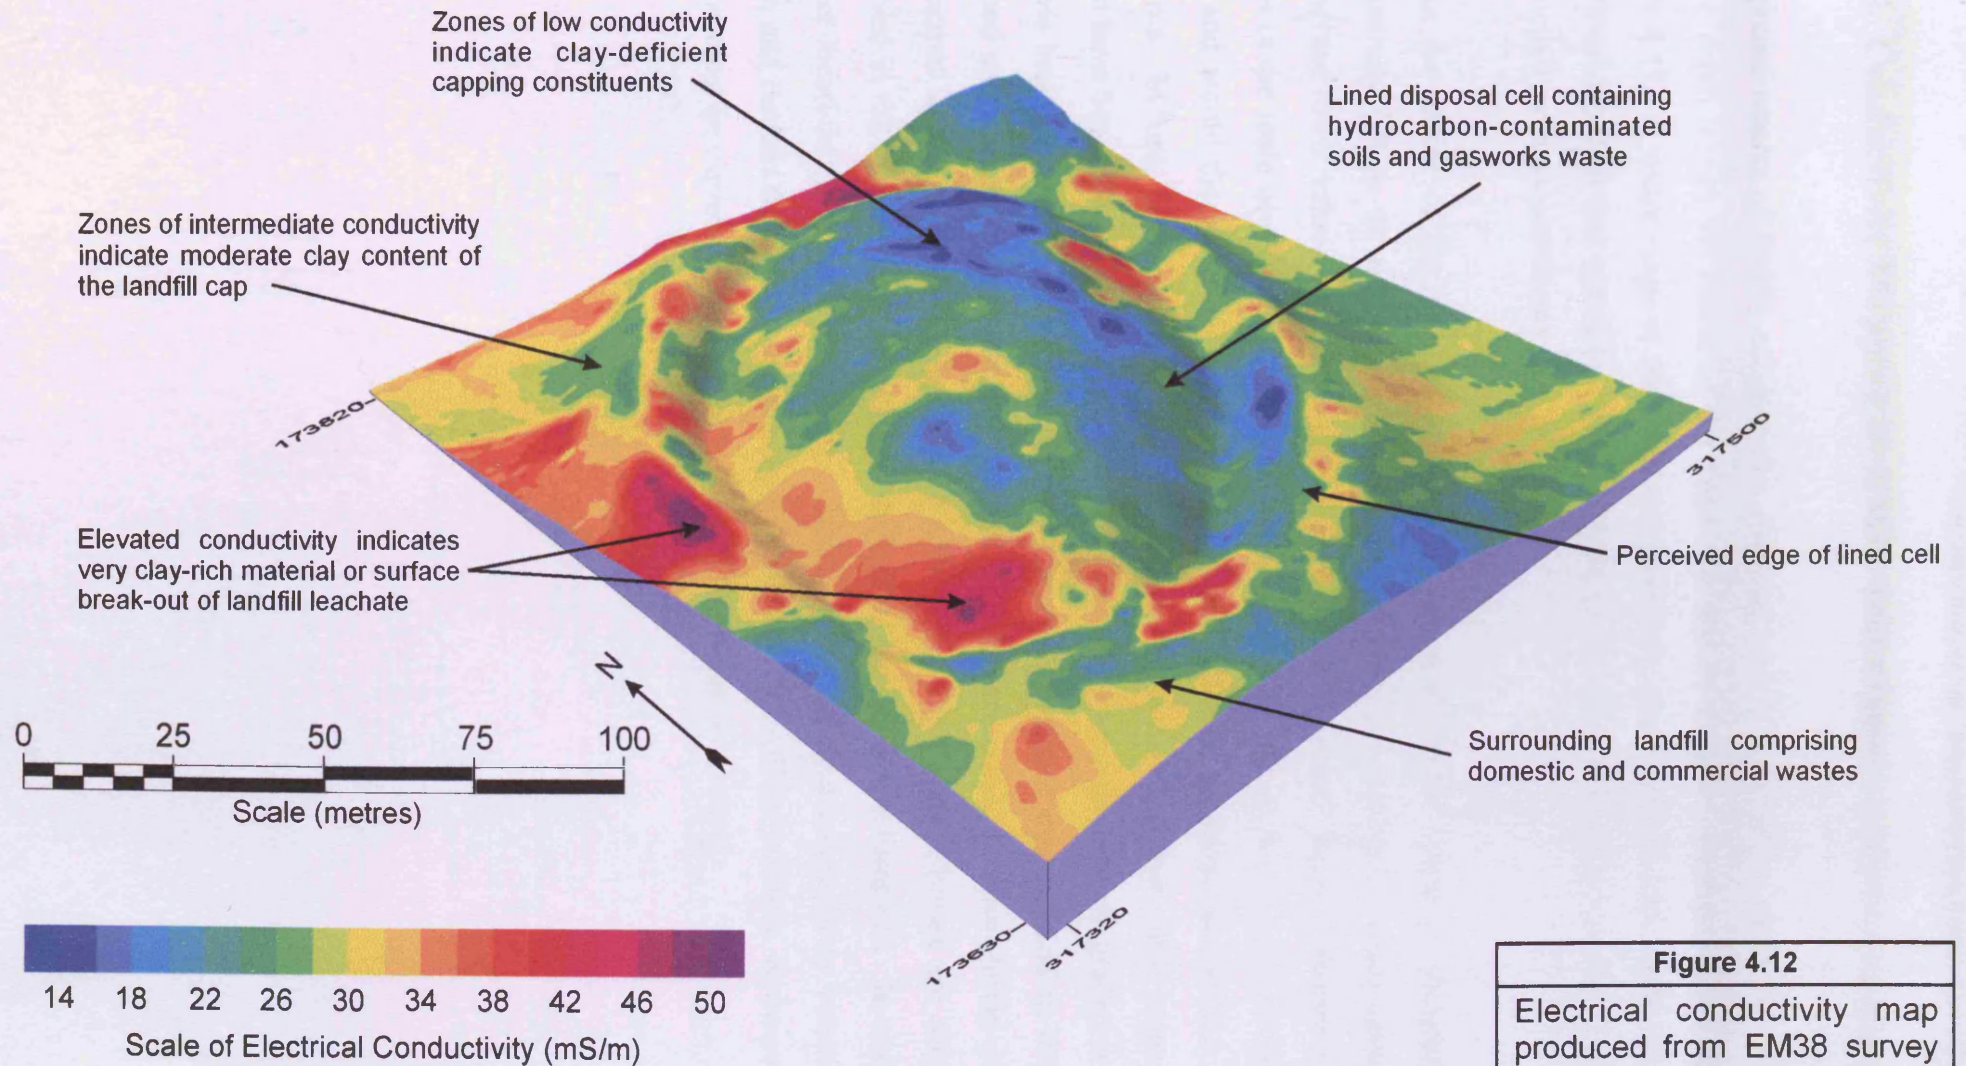 Zones of low conductivity
indicate clay-deficient
capping constituents
Lined disposal cell containing
hydrocarbon-contaminated
soils and gasworks waste
Zones of intermediate conductivity
indicate moderate clay content of
the landfill cap
173820
317500
Elevated conductivity indicates
very clay-rich material or surface
break-out of landfill leachate
Perceived edge of lined cell
N
0 25 50 75 100
Scale (metres)
Surrounding landfill comprising
domestic and commercial wastes
173630
317320
14 18 22 26 30 34 38 42 46 50
Scale of Electrical Conductivity (mS/m)
Figure 4.12
Electrical conductivity map
produced from EM38 survey